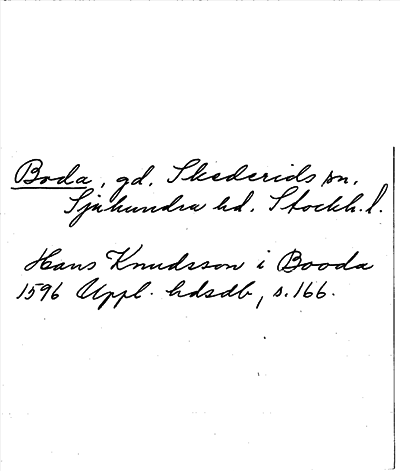 Boda, gd. Skederids sn.
Sjuhundra hd. Stockh. l.
Hans Knudsson i Booda
1596 Uppl. hdsdb, s. 166.